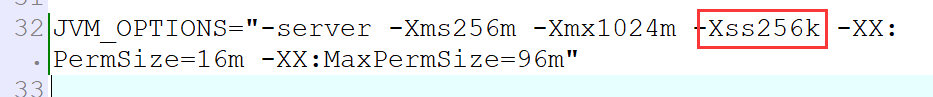 32 JVM_OPTIONS="-server -Xms256m -Xmx1024m -Xss256k -XX:
. PermSize=16m -XX:MaxPermSize=96m"
33